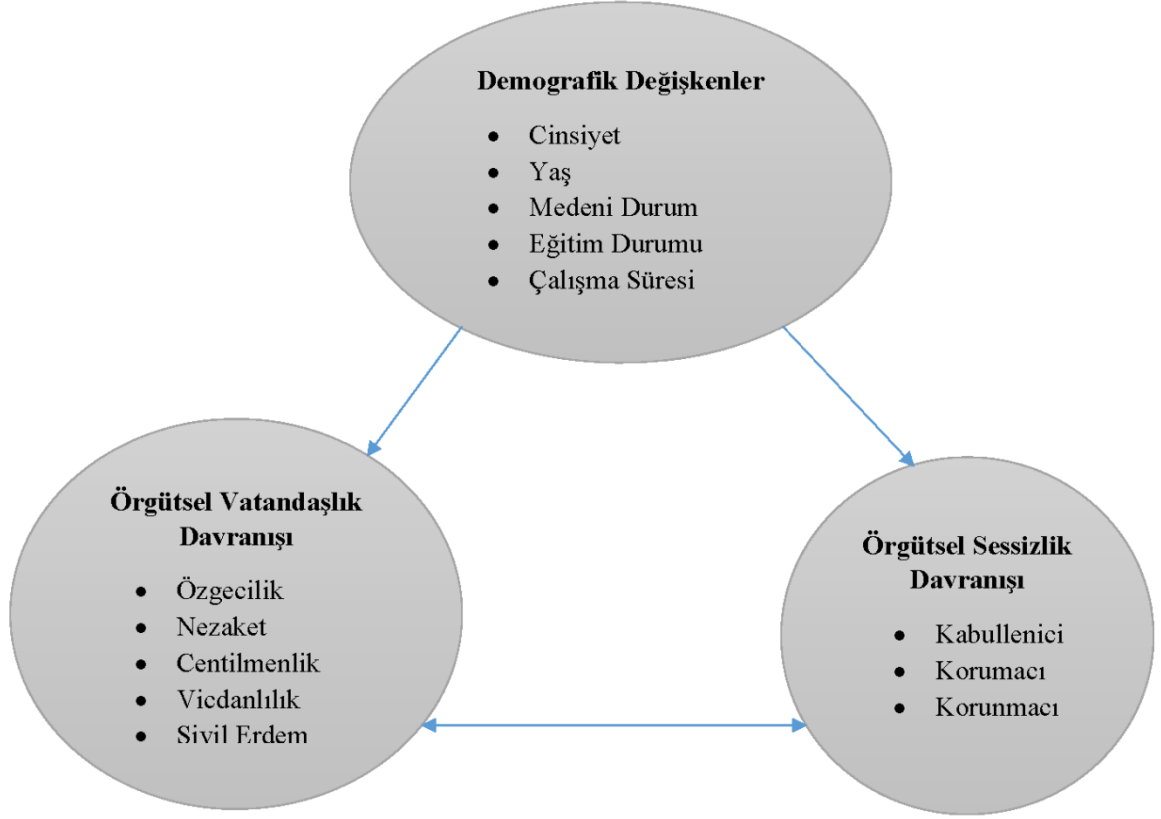 Demografik Değişkenler
• Cinsiyet
• Yaş
• Medeni Durum
• Eğitim Durumu
• Çalışma Süresi
Örgütsel Vatandaşlık
Davranışı
• Özgecilik
• Nezaket
• Centilmenlik
• Vicdanlılık
• Sivil Erdem
Örgütsel Sessizlik
Davranışı
• Kabullenici
• Korumacı
• Korunmacı